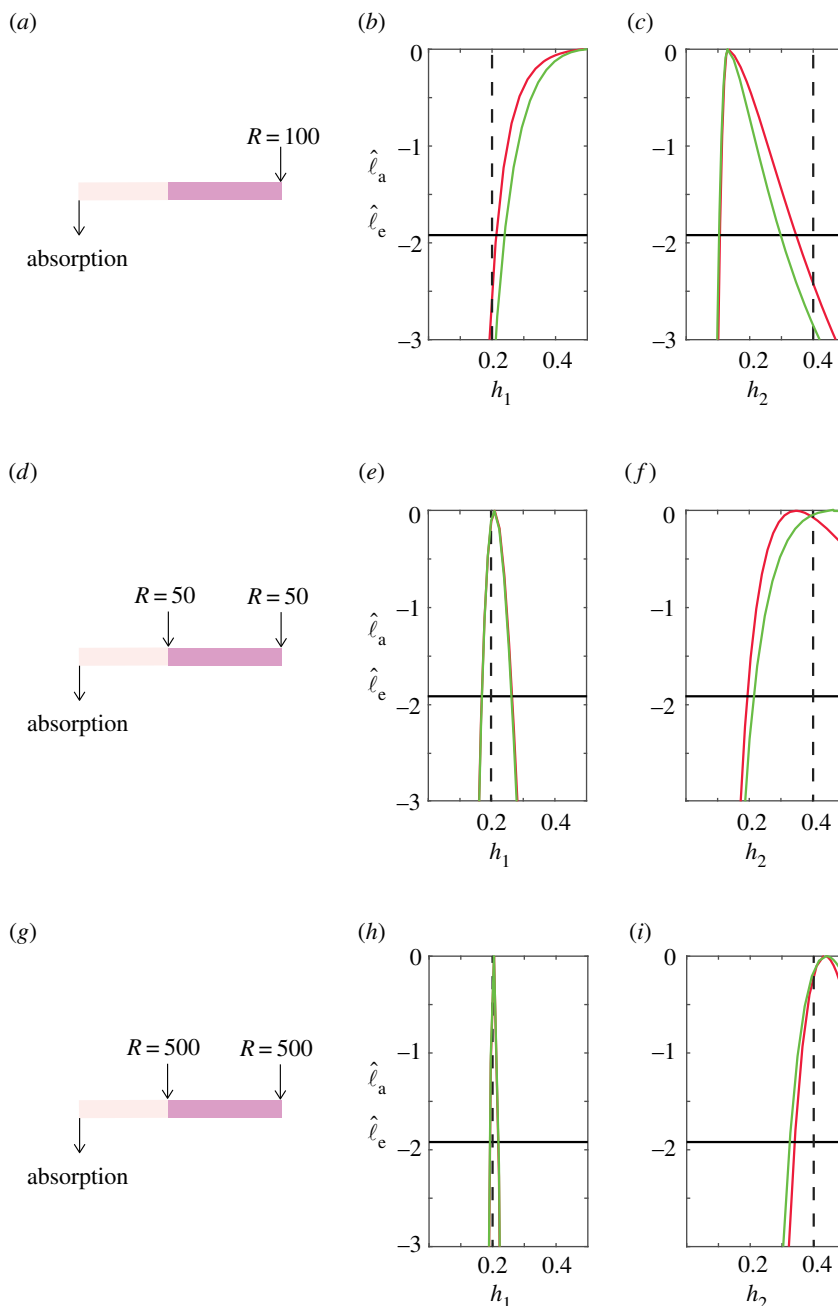 (a)
(b)
(c)
R = 100
absorption
0
−1
ℓ̂a
ℓ̂e
−2
−3
0.2 0.4
h1
0
−1
−2
−3
0.2 0.4
h2
(d)
(e)
(f)
R = 50 R = 50
absorption
0
−1
ℓ̂a
ℓ̂e
−2
−3
0.2 0.4
h1
0
−1
−2
−3
0.2 0.4
h2
(g)
(h)
(i)
R = 500 R = 500
absorption
0
−1
ℓ̂a
ℓ̂e
−2
−3
0.2 0.4
h1
0
−1
−2
−3
0.2 0.4
h2